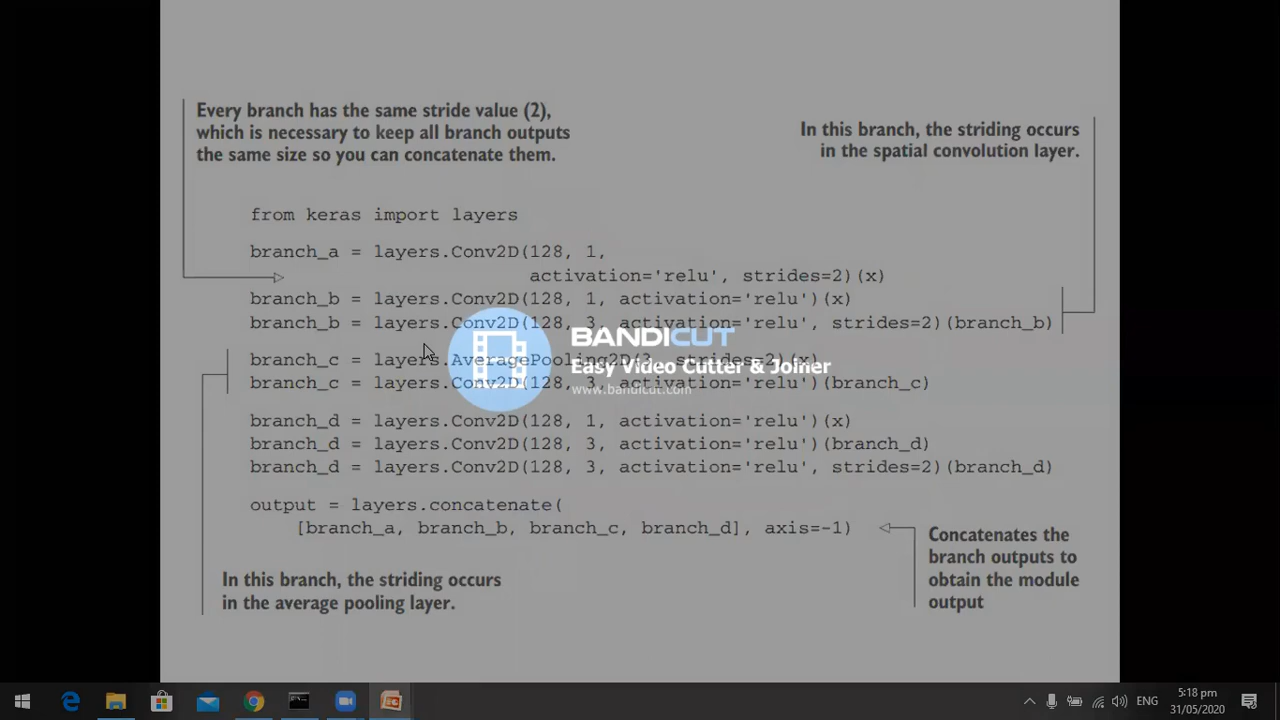 Every branch has the same stride value (2),
which is necessary to keep all branch outputs
the same size so you can concatenate them.
In this branch, the striding occurs
in the spatial convolution layer.
from keras import layers
branch_a = layers.Conv2D(128, 1,
activation='relu', strides=2)(x)
branch_b = layers.Conv2D(128, 1, activation='relu')(x)
branch_b = layers.Conv2D(128, 3, activation='relu', strides=2)(branch_b)
branch_c = layers.AveragePooling2D(3, strides=2)(x)
branch_c = layers.Conv2D(128, 3, activation='relu')(branch_c)
branch_d = layers.Conv2D(128, 1, activation='relu')(x)
branch_d = layers.Conv2D(128, 3, activation='relu')(branch_d)
branch_d = layers.Conv2D(128, 3, activation='relu', strides=2)(branch_d)
output = layers.concatenate(
[branch_a, branch_b, branch_c, branch_d], axis=-1)
In this branch, the striding occurs
in the average pooling layer.
Concatenates the
branch outputs to
obtain the module
output
BANDICUT
Easy Video Cutter & Joiner
www.bandicut.com
ENG
5:18 pm
31/05/2020